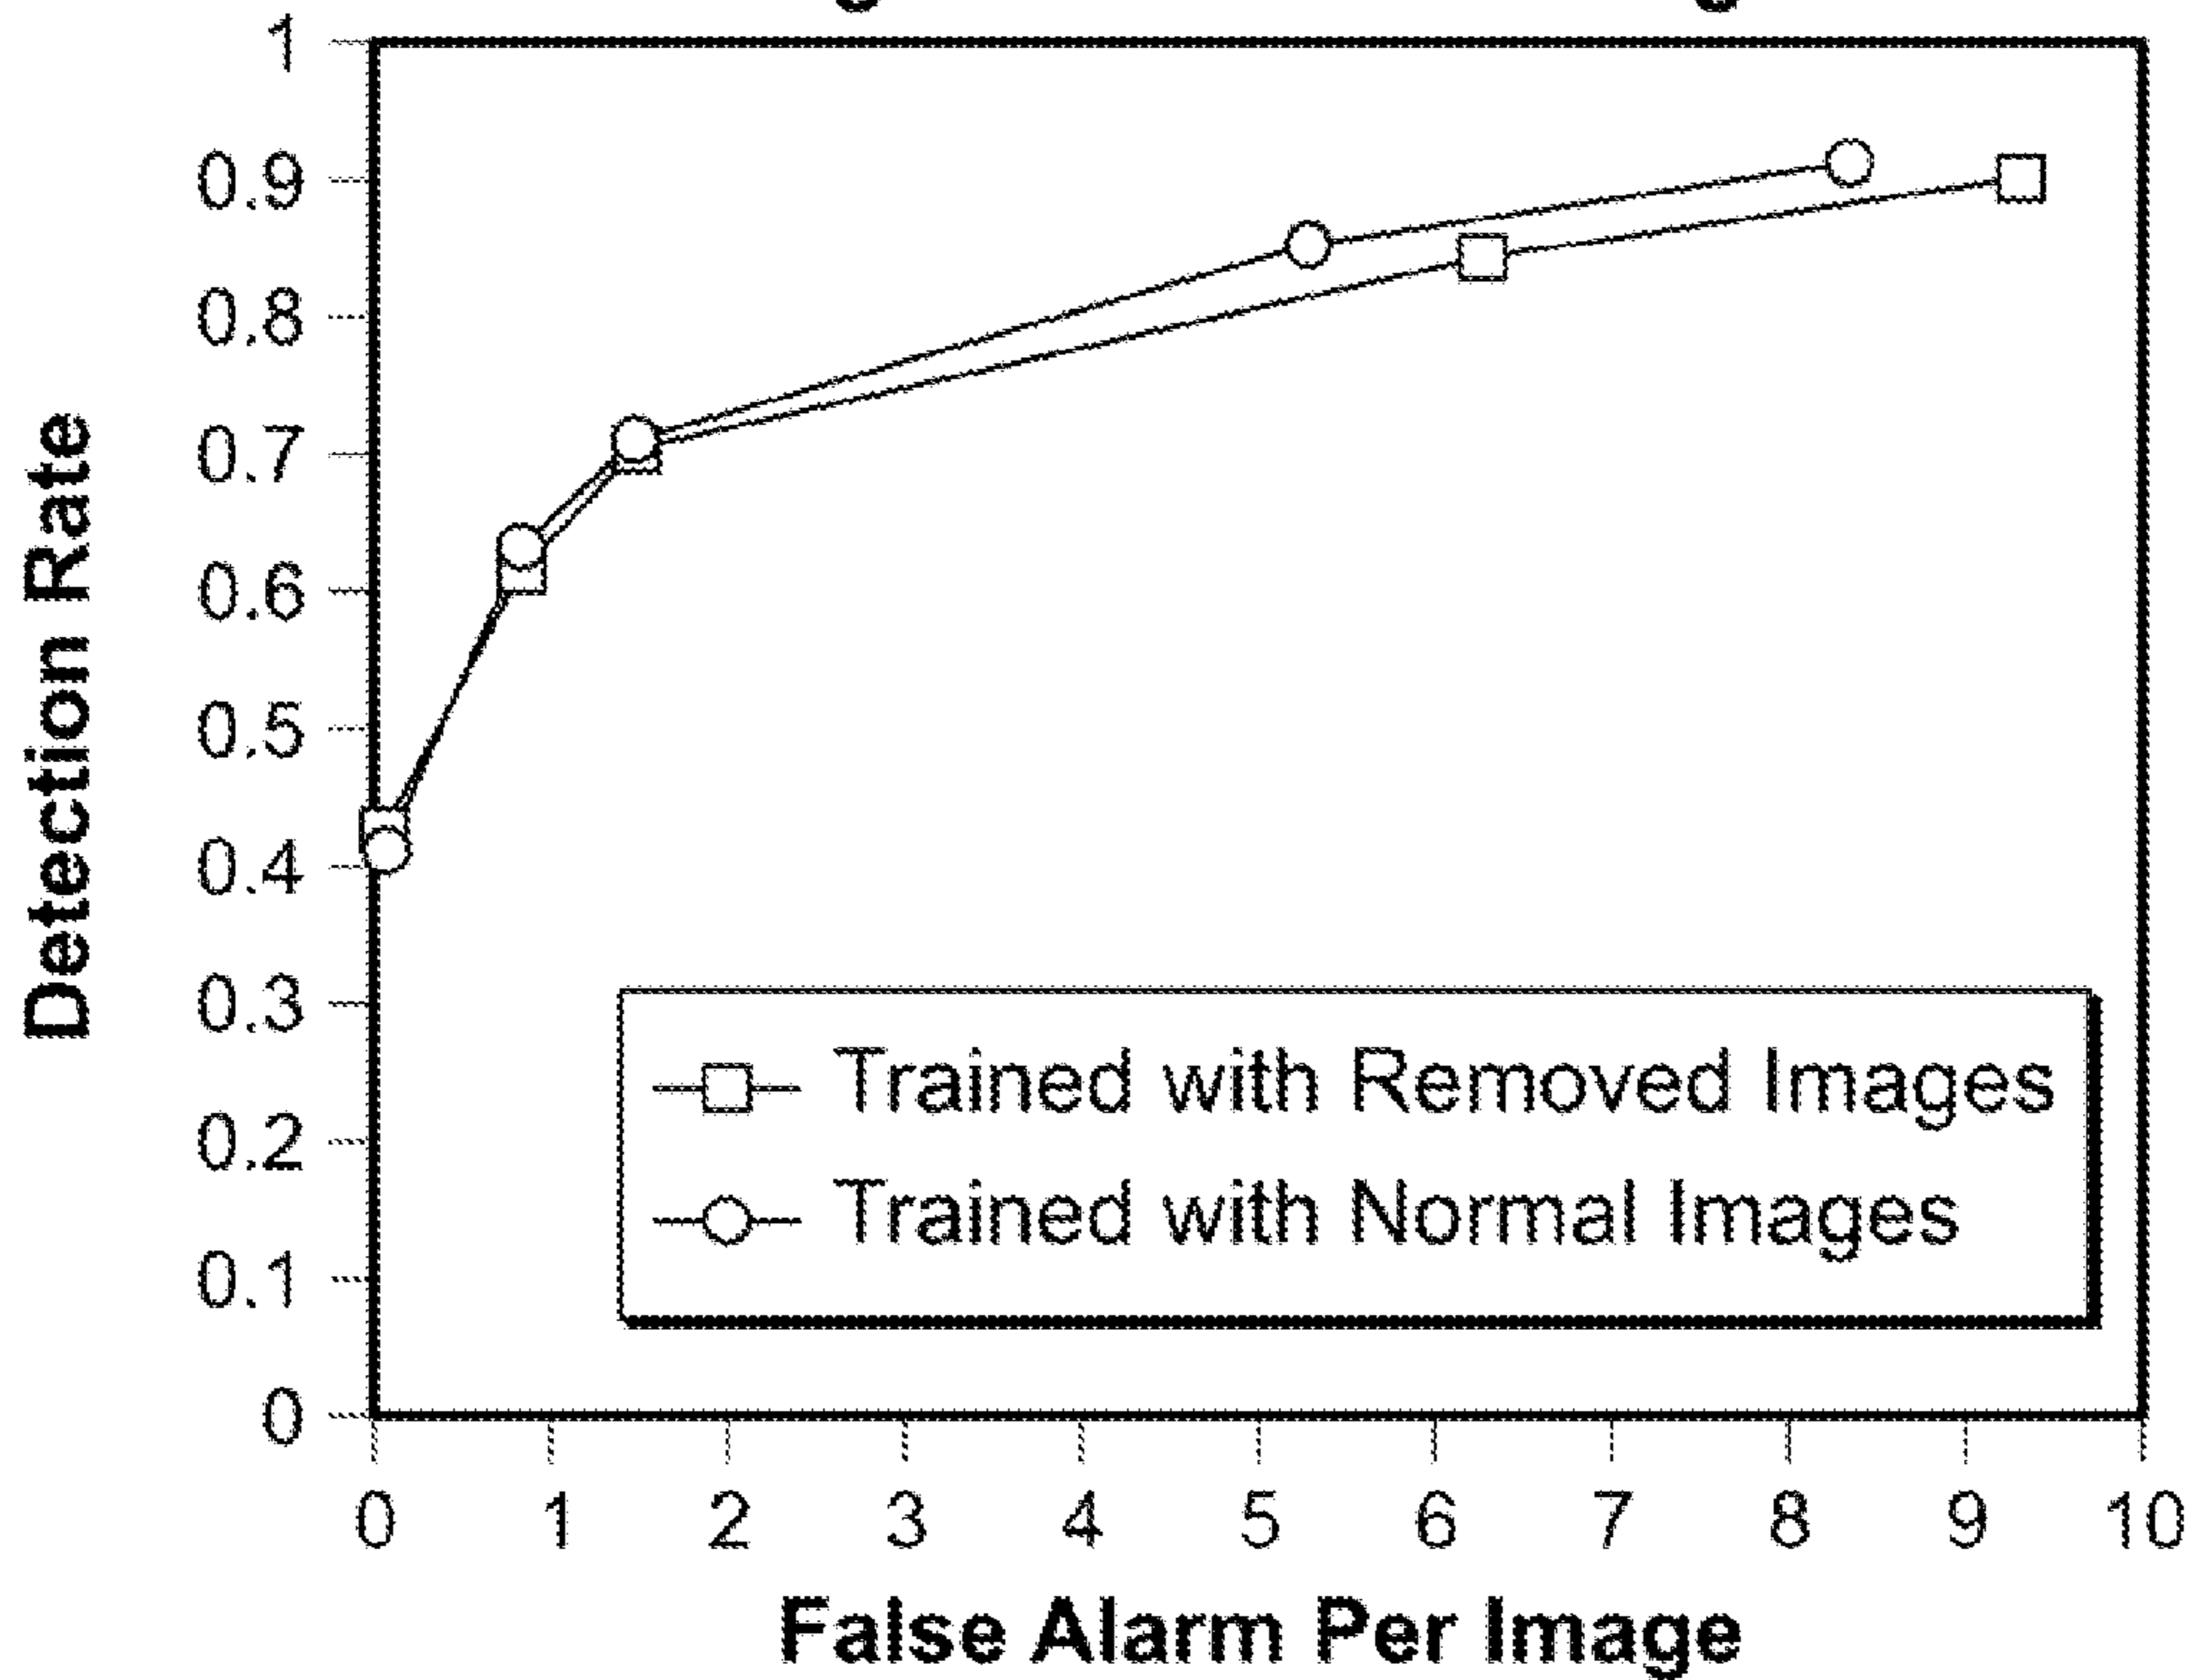 1
0.9
0.8
0.7
0.6
0.5
0.4
0.3
0.2
0.1
0
Detection Rate
Trained with Removed Images
Trained with Normal Images
0 1 2 3 4 5 6 7 8 9 10
False Alarm Per Image